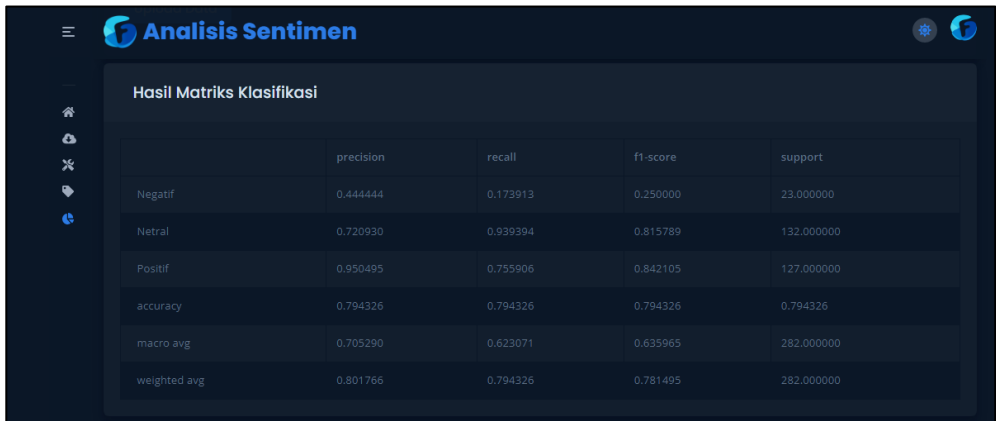 Analisis Sentimen
Hasil Matriks Klasifikasi
precision recall f1-score support
Negatif 0.444444 0.173913 0.250000 23.000000
Netral 0.720930 0.939394 0.815789 132.000000
Positif 0.950495 0.755906 0.842105 127.000000
accuracy 0.794326 0.794326 0.794326 0.794326
macro avg 0.705290 0.623071 0.635965 282.000000
weighted avg 0.801766 0.794326 0.781495 282.000000